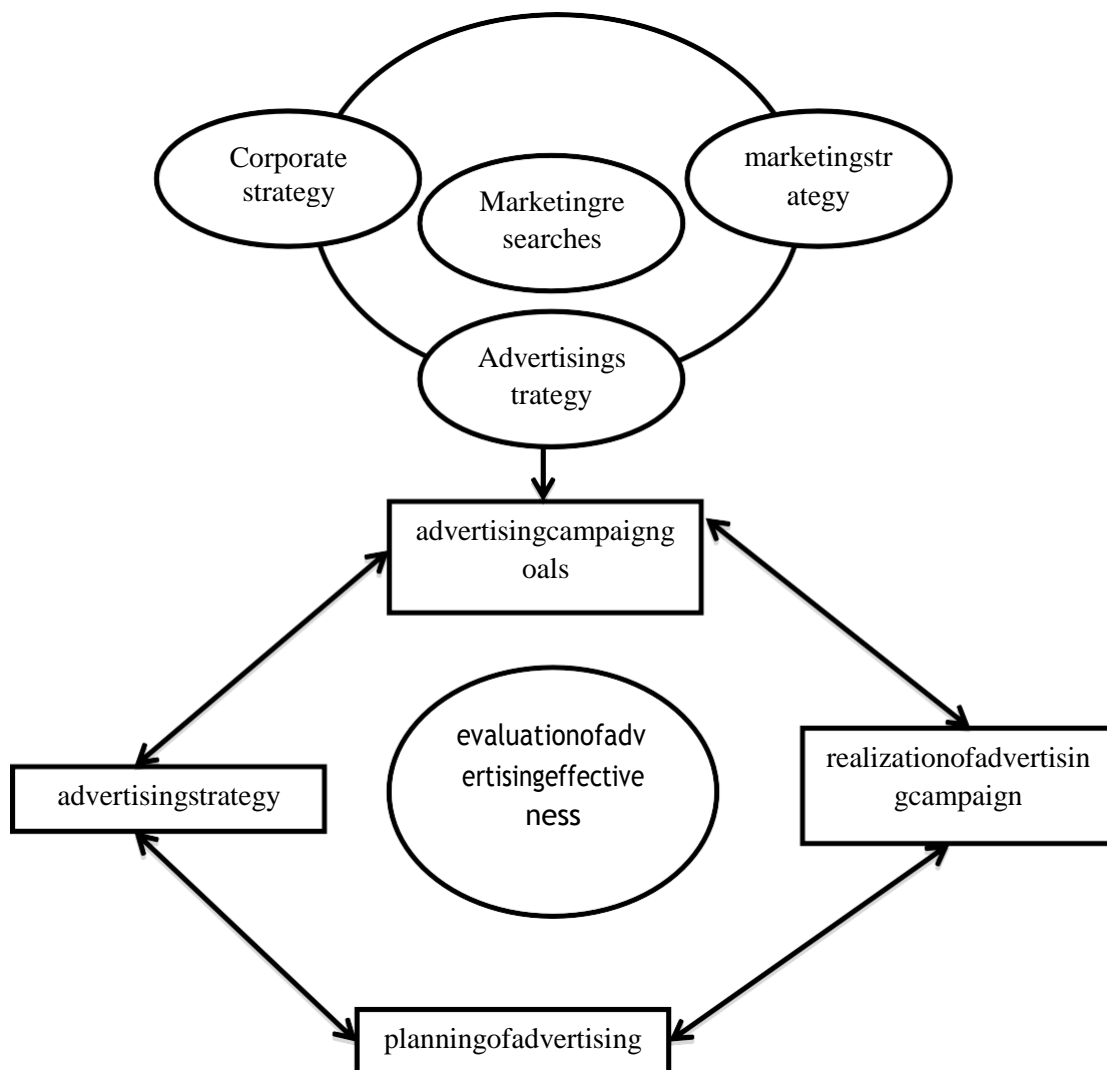 Corporate
strategy
marketingstr
ategy
Marketingre
searches
Advertisings
trategy
advertisingcampaigng
oals
evaluationofadv
ertisingeffective
ness
advertisingstrategy
realizationofadvertisin
gcampaign
planningofadvertising